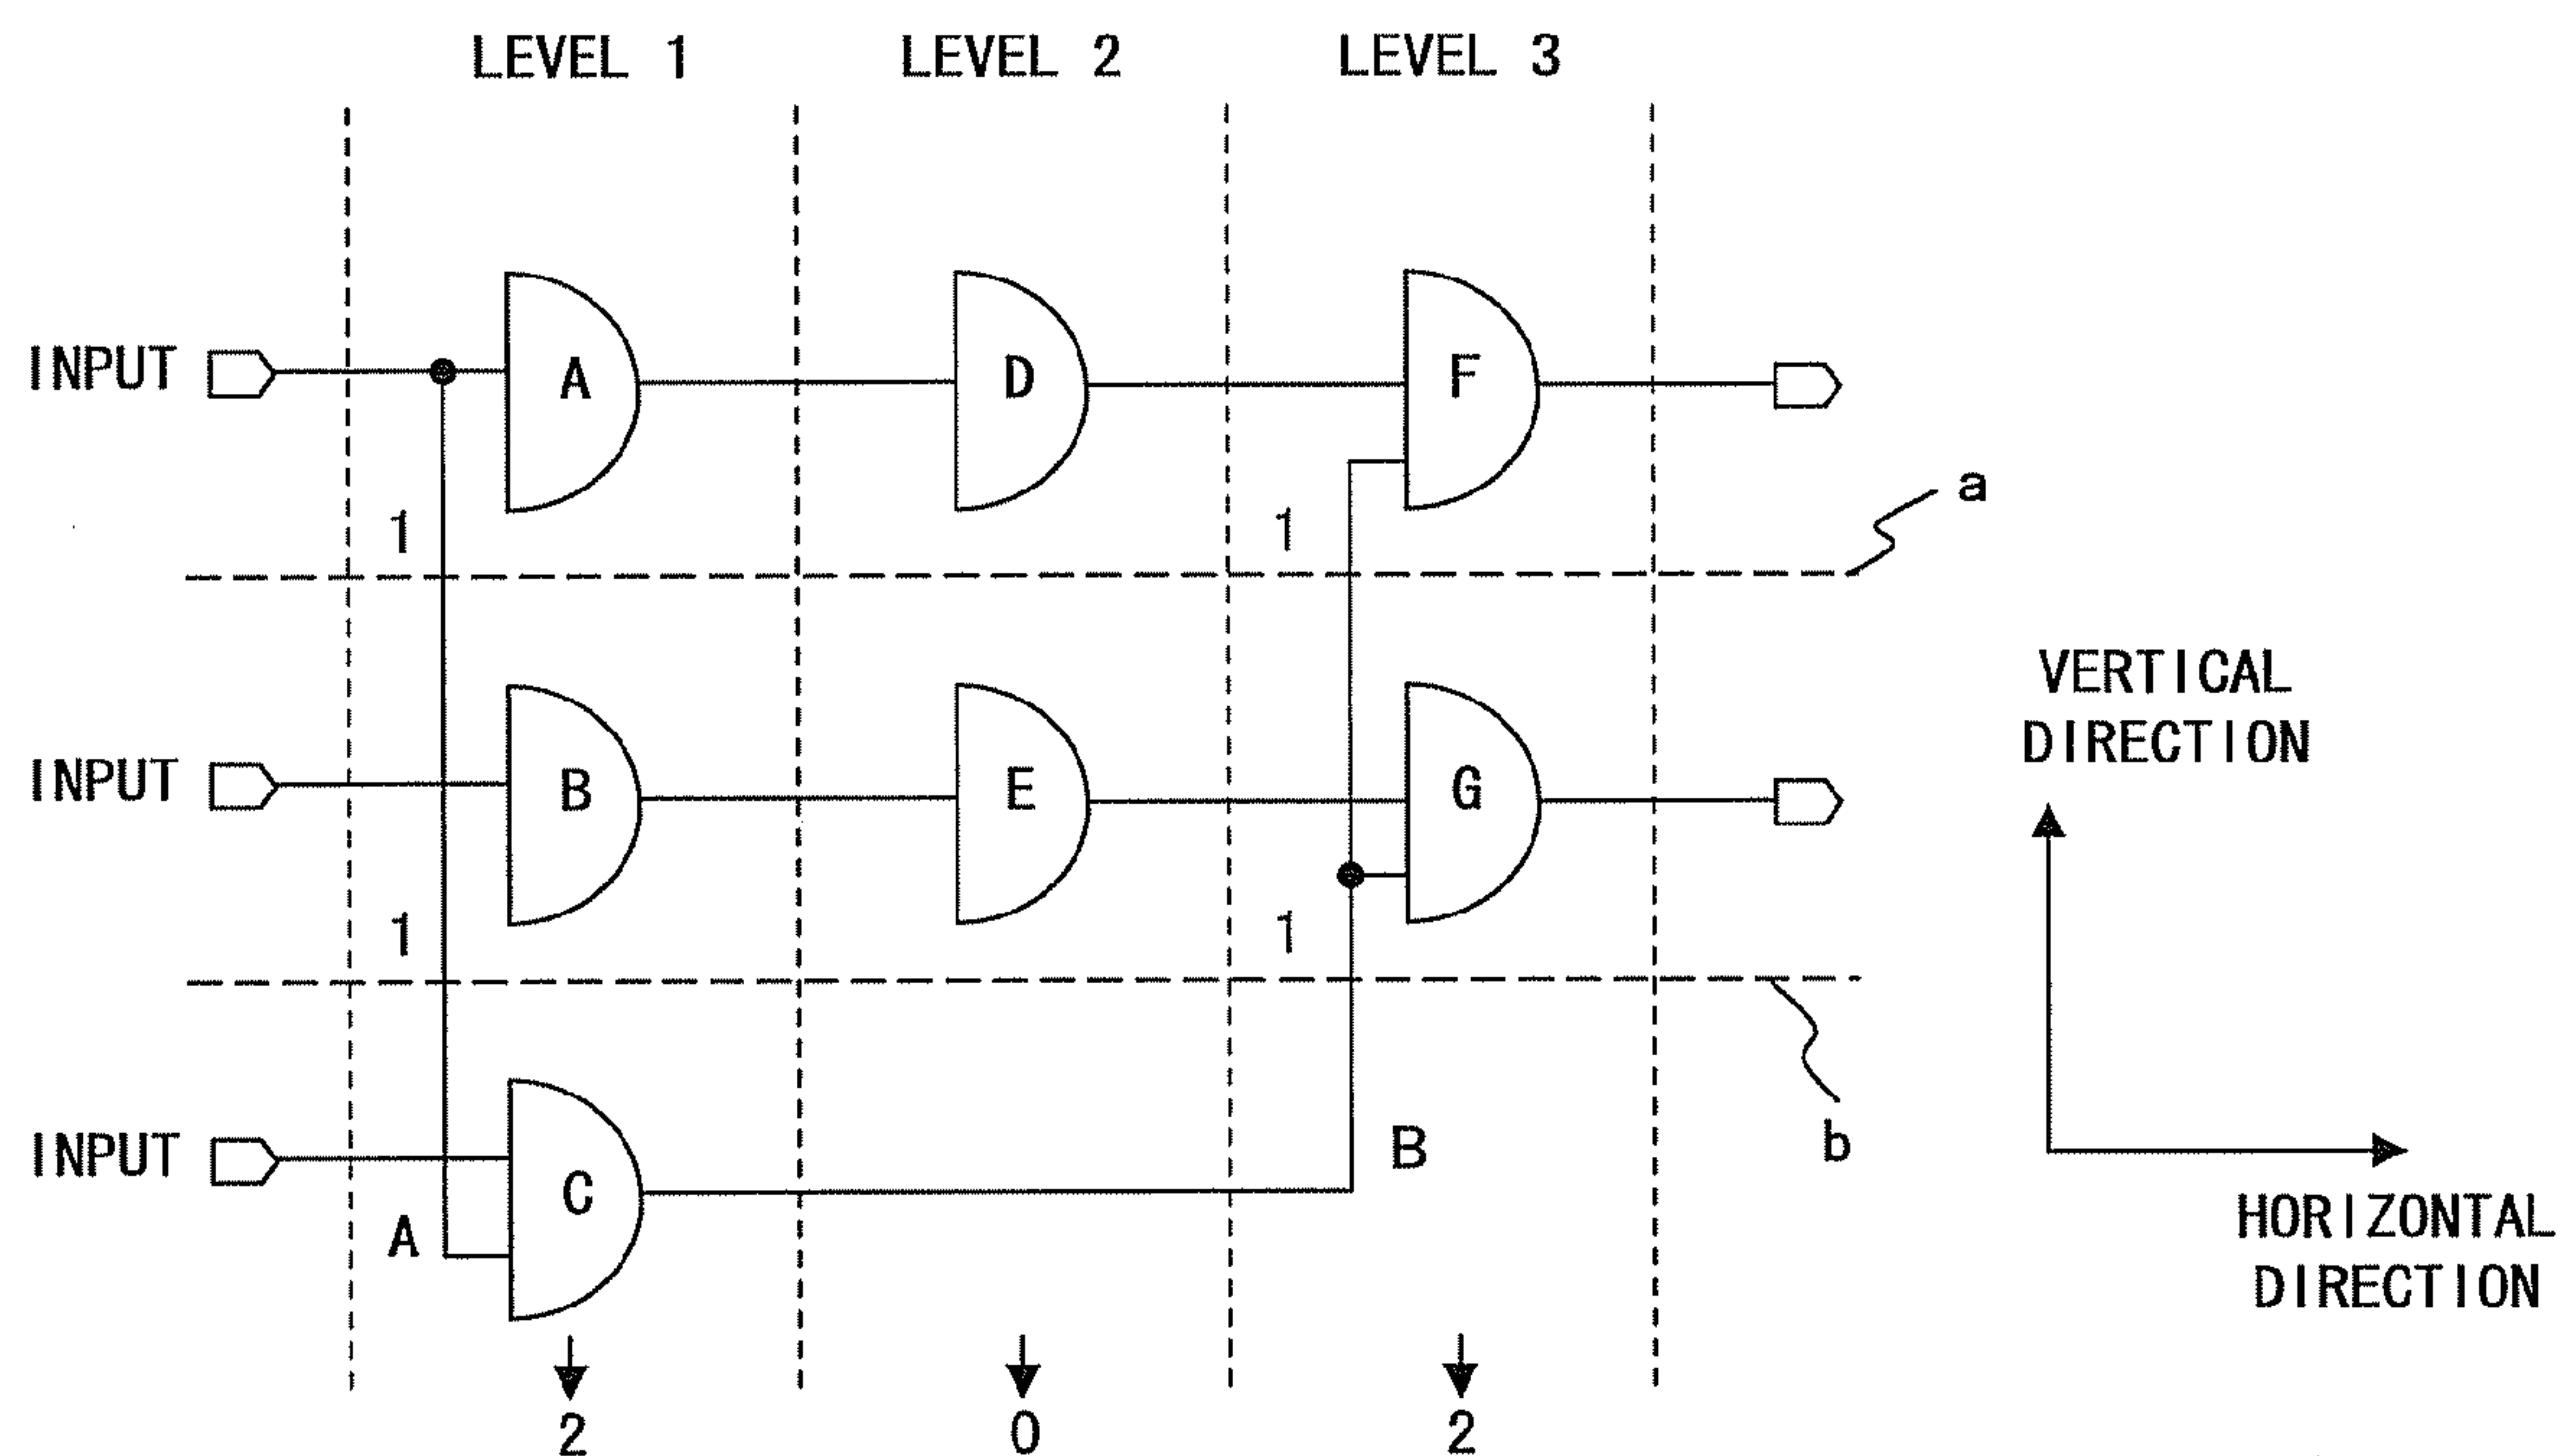 LEVEL 1 LEVEL 2 LEVEL 3
INPUT A D F
a
1 1
VERTICAL
DIRECTION
INPUT B E G
1 1
INPUT C B b
A
HORIZONTAL
DIRECTION
2 0 2